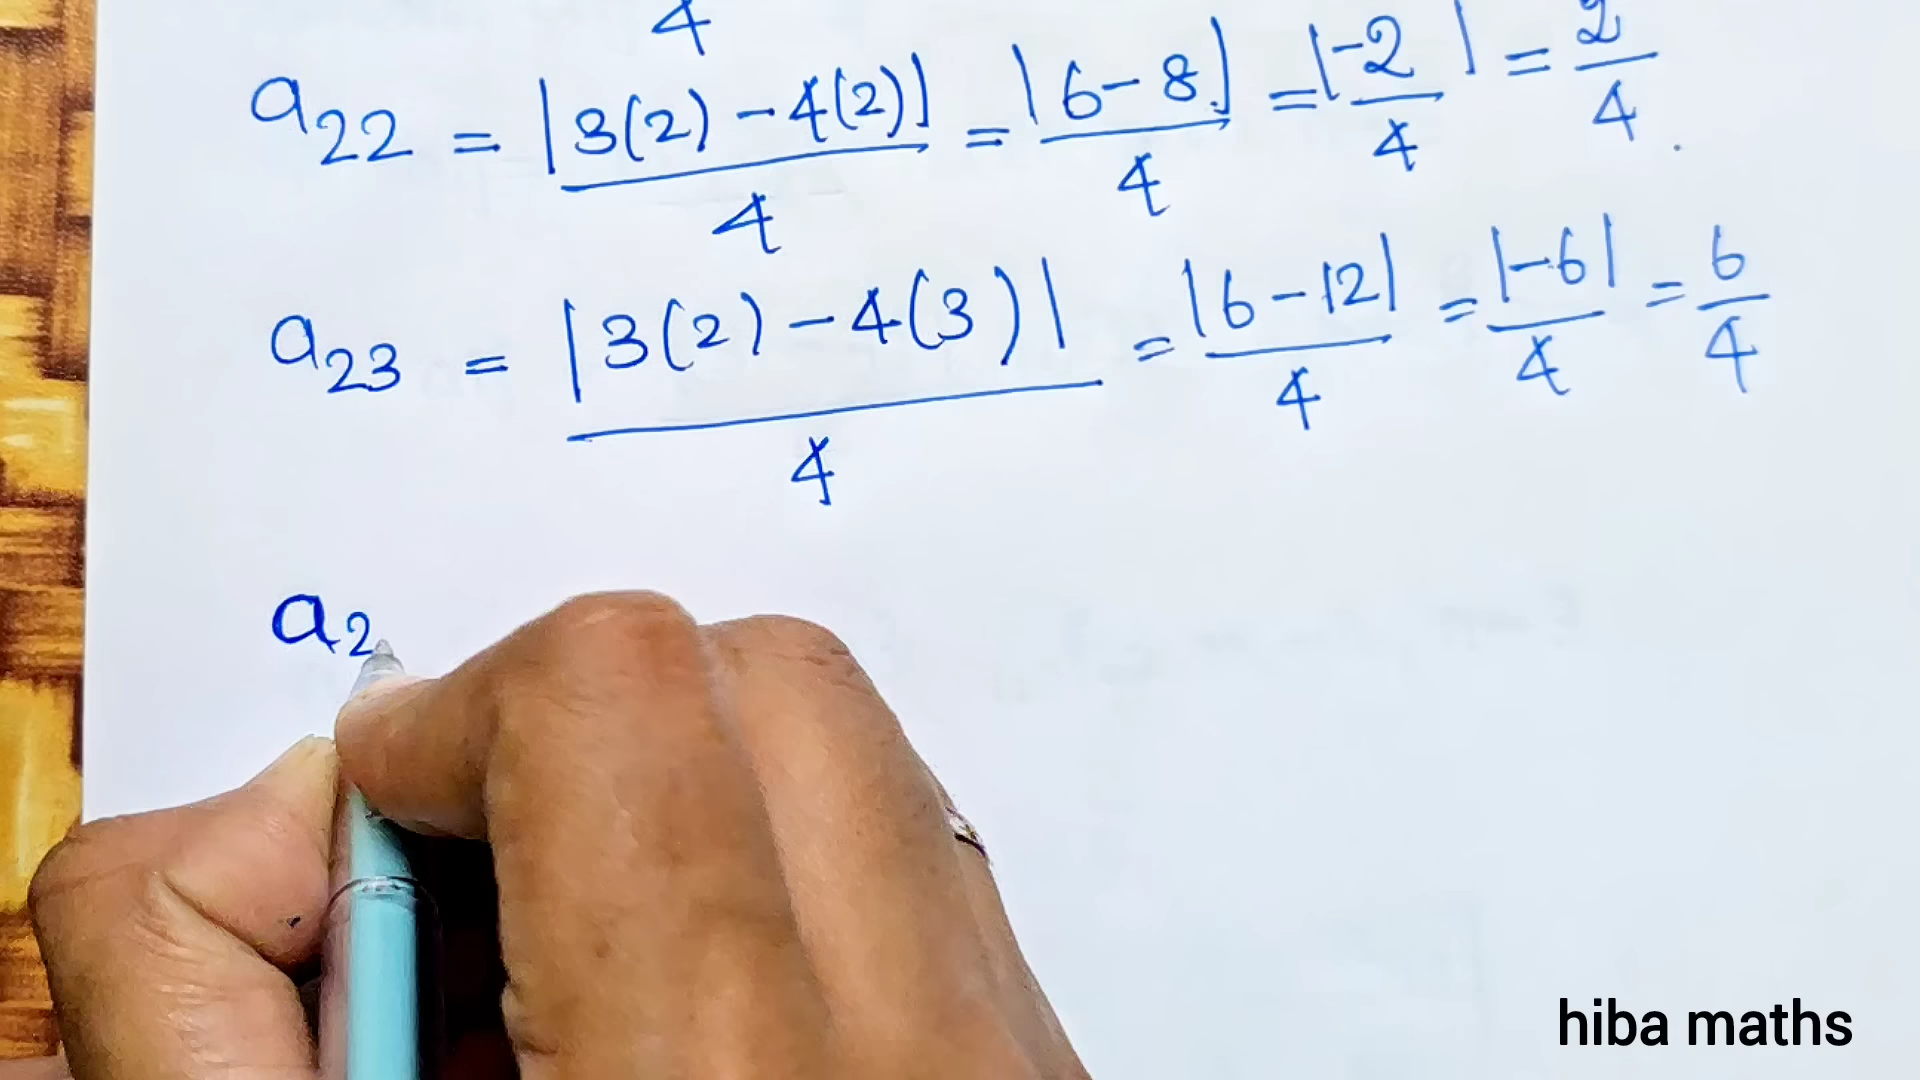 4
a22 = |3(2) - 4(2)|/4 = |6-8|/4 = |-2/4| = 2/4.
a23 = |3(2) - 4(3)|/4 = |6-12|/4 = |-6|/4 = 6/4
a2
hiba maths